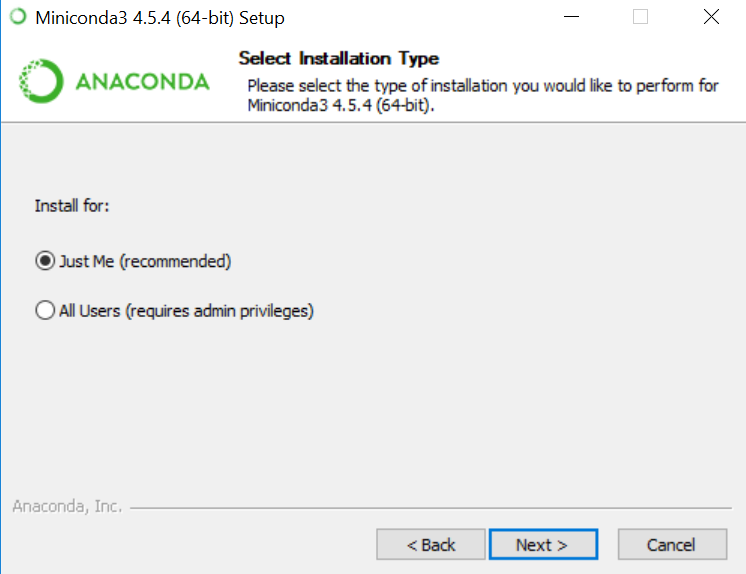 Miniconda3 4.5.4 (64-bit) Setup
ANACONDA
Select Installation Type
Please select the type of installation you would like to perform for
Miniconda3 4.5.4 (64-bit).
Install for:
Just Me (recommended)
All Users (requires admin privileges)
Anaconda, Inc.
< Back
Next >
Cancel